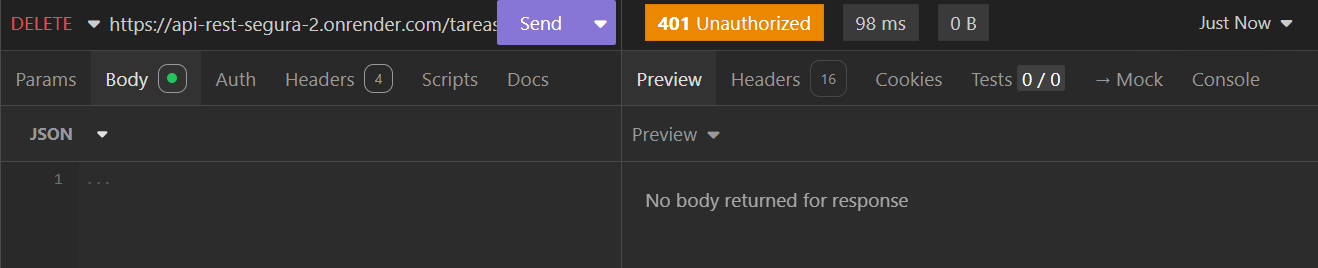 DELETE https://api-rest-segura-2.onrender.com/tareas Send 401 Unauthorized 98 ms 0 B Just Now
Params Body Auth Headers 4 Scripts Docs Preview Headers 16 Cookies Tests 0 / 0 → Mock Console
JSON Preview
1 ...
No body returned for response